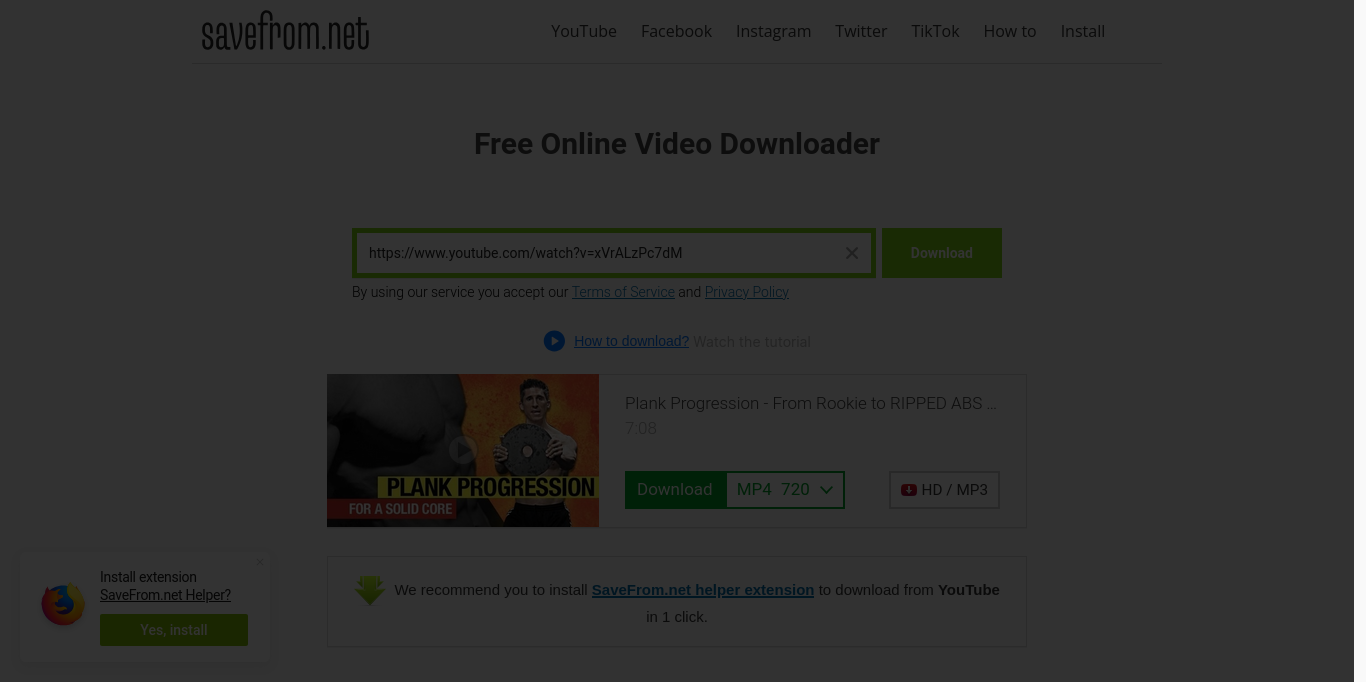 savefrom.net
YouTube Facebook Instagram Twitter TikTok How to Install
Free Online Video Downloader
https://www.youtube.com/watch?v=xVrALzPc7dM
Download
By using our service you accept our Terms of Service and Privacy Policy
How to download? Watch the tutorial
PLANK PROGRESSION
FOR A SOLID CORE
Plank Progression - From Rookie to RIPPED ABS ...
7:08
Download MP4 720
HD / MP3
We recommend you to install SaveFrom.net helper extension to download from YouTube
in 1 click.
Install extension
SaveFrom.net Helper?
Yes, install